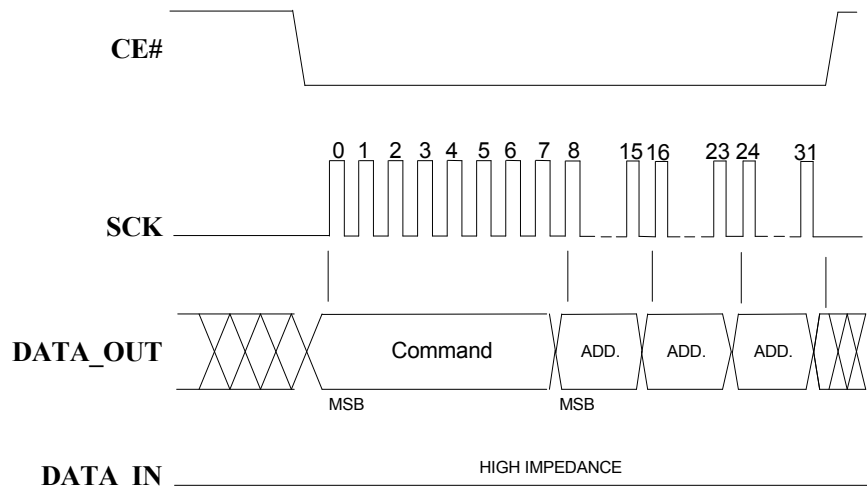 CE#
0 1 2 3 4 5 6 7 8 15 16 23 24 31
SCK
DATA_OUT Command ADD. ADD. ADD.
MSB MSB
HIGH IMPEDANCE
DATA_IN